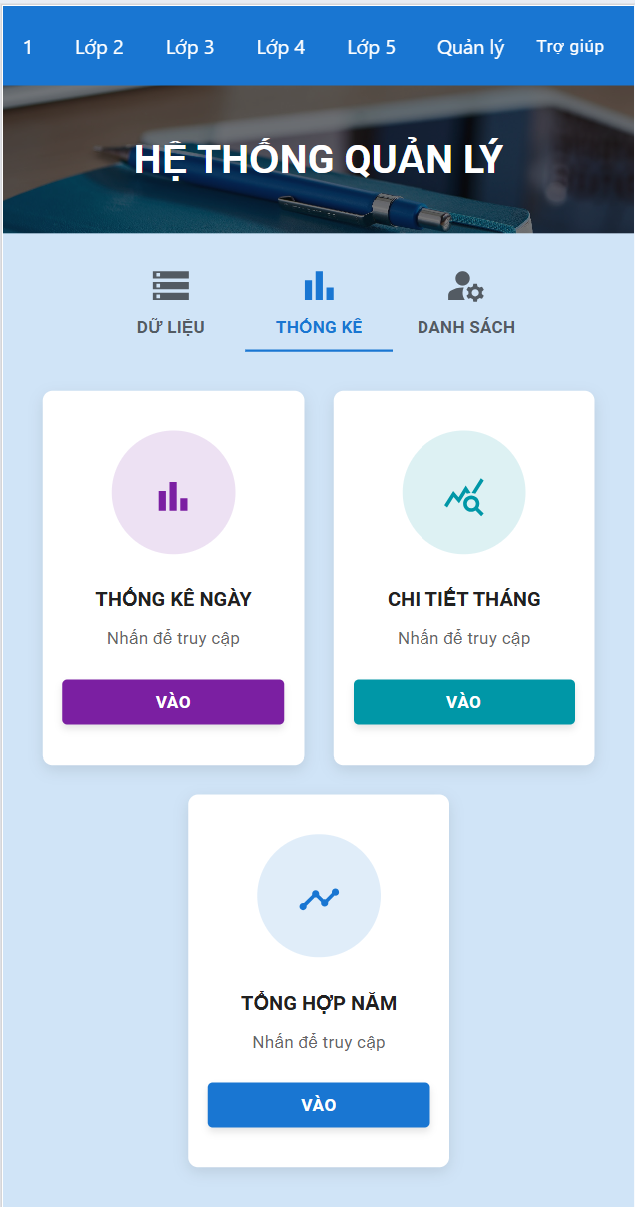 1 Lớp 2 Lớp 3 Lớp 4 Lớp 5 Quản lý Trợ giúp
HỆ THỐNG QUẢN LÝ
DỮ LIỆU THỐNG KÊ DANH SÁCH
THỐNG KÊ NGÀY
Nhấn để truy cập
VÀO
CHI TIẾT THÁNG
Nhấn để truy cập
VÀO
TỔNG HỢP NĂM
Nhấn để truy cập
VÀO